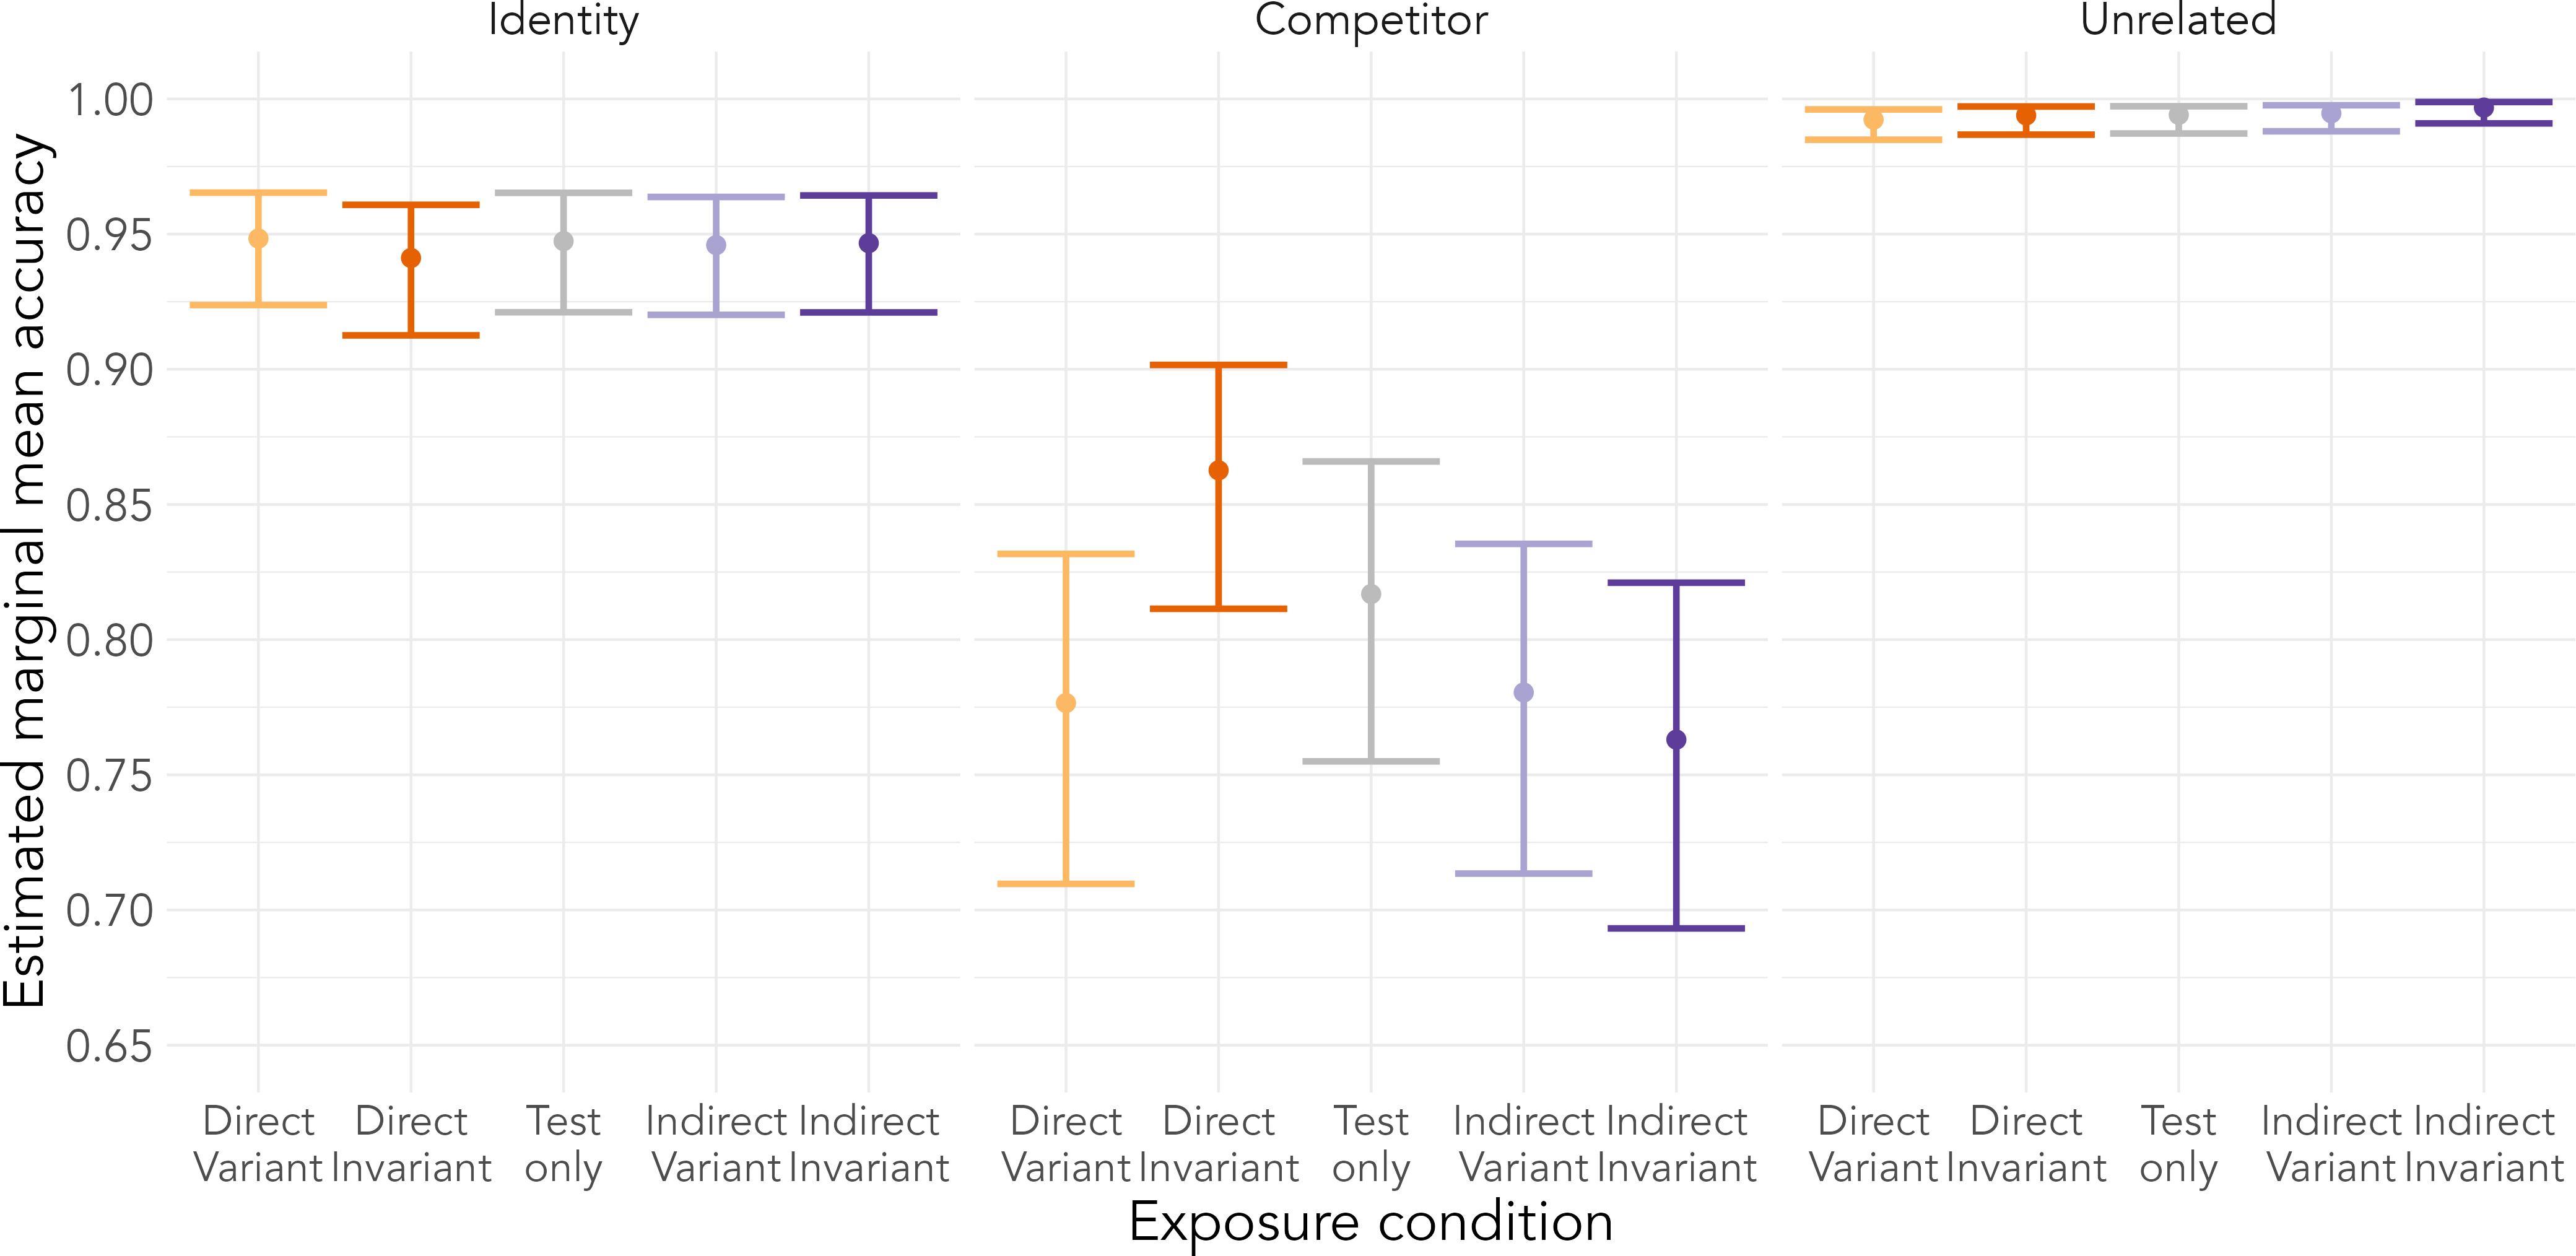 Identity Competitor Unrelated
Estimated marginal mean accuracy
1.00
0.95
0.90
0.85
0.80
0.75
0.70
0.65
Direct Direct Test Indirect Indirect Direct Direct Test Indirect Indirect Direct Direct Test Indirect Indirect
Variant Invariant only Variant Invariant Variant Invariant only Variant Invariant Variant Invariant only Variant Invariant
Exposure condition